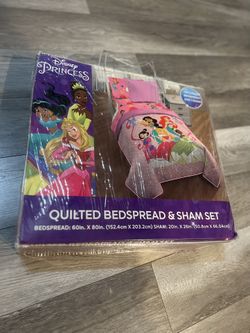 Disney
PRINCESS
QUILTED BEDSPREAD & SHAM SET
BEDSPREAD: 60in. X 80in. (152.4cm X 203.2cm) SHAM: 20in. X 26in. (50.8cm X 66.04cm)